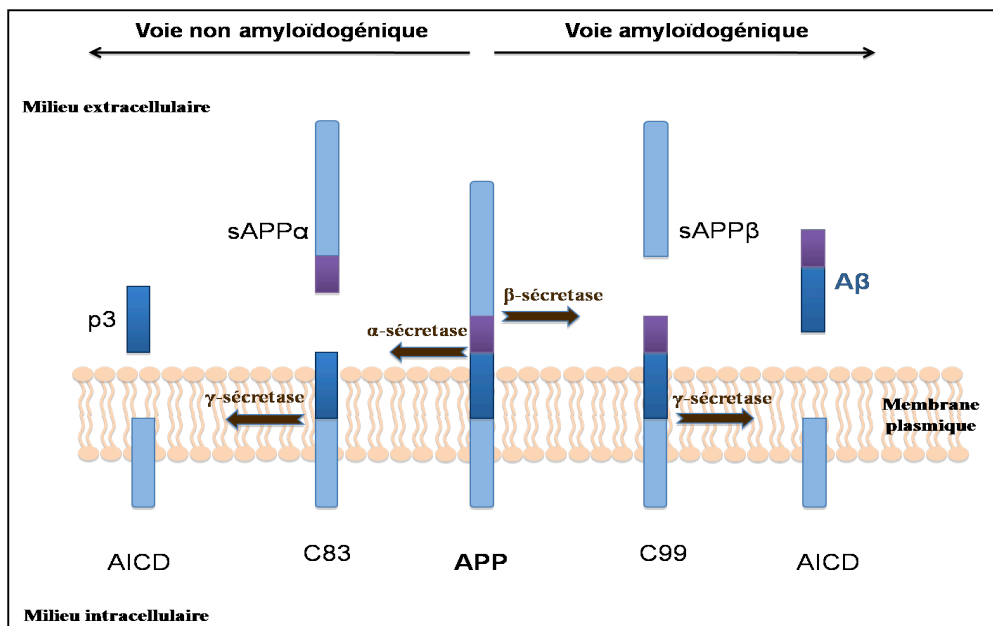 Voie non amyloïdogénique
Voie amyloïdogénique
Milieu extracellulaire
sAPPα
sAPPβ
Aβ
β-sécretase
p3
α-sécretase
γ-sécretase
γ-sécretase
Membrane
plasmique
AICD
C83
APP
C99
AICD
Milieu intracellulaire